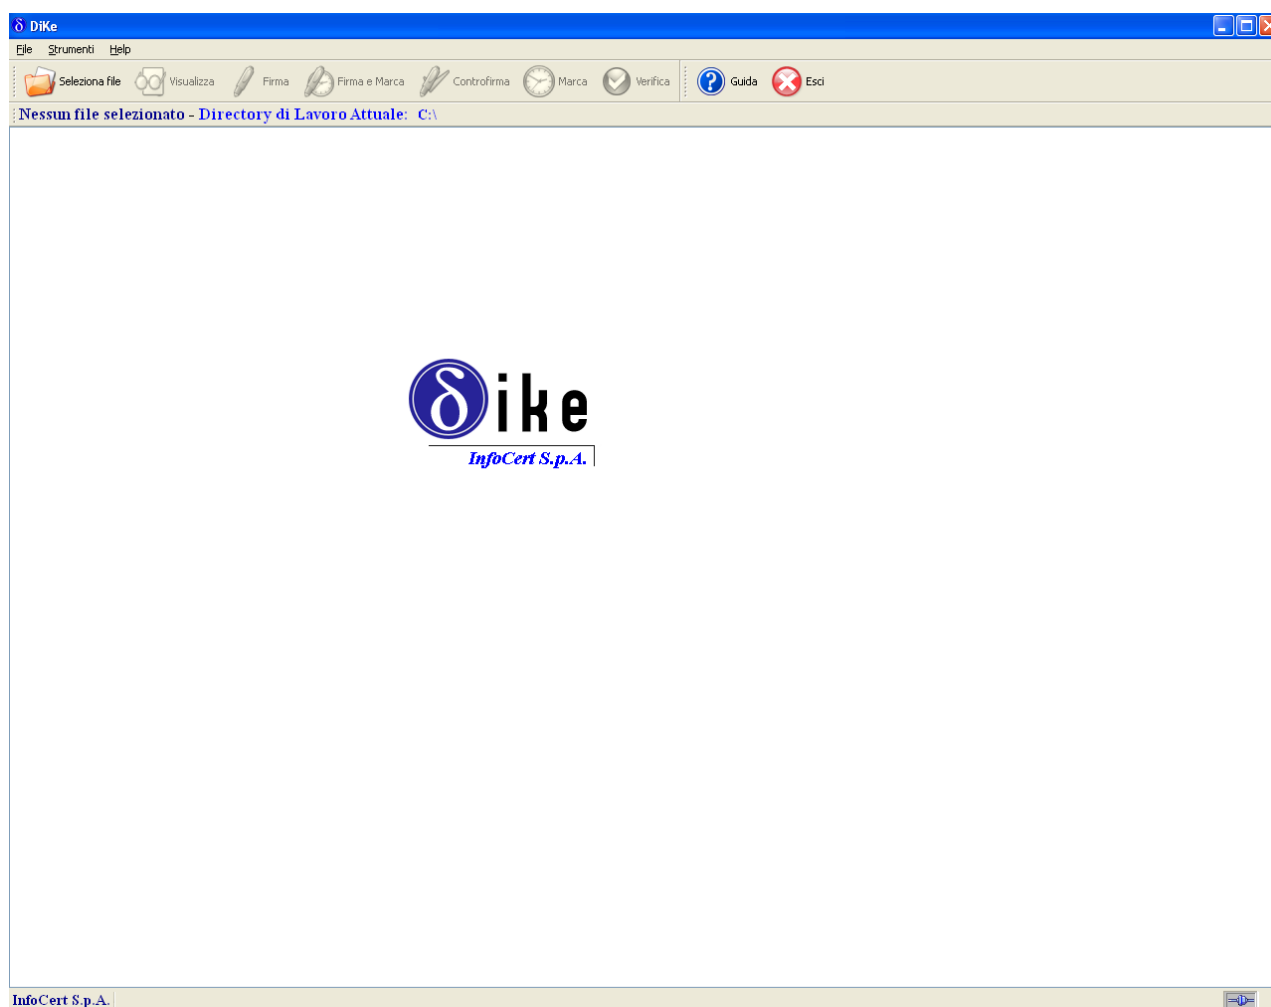 δ DiKe
File Strumenti Help
Seleziona file Visualizza Firma Firma e Marca Controfirma Marca Verifica ? Guida Esci
Nessun file selezionato - Directory di Lavoro Attuale: C:\
δike
InfoCert S.p.A.
InfoCert S.p.A.